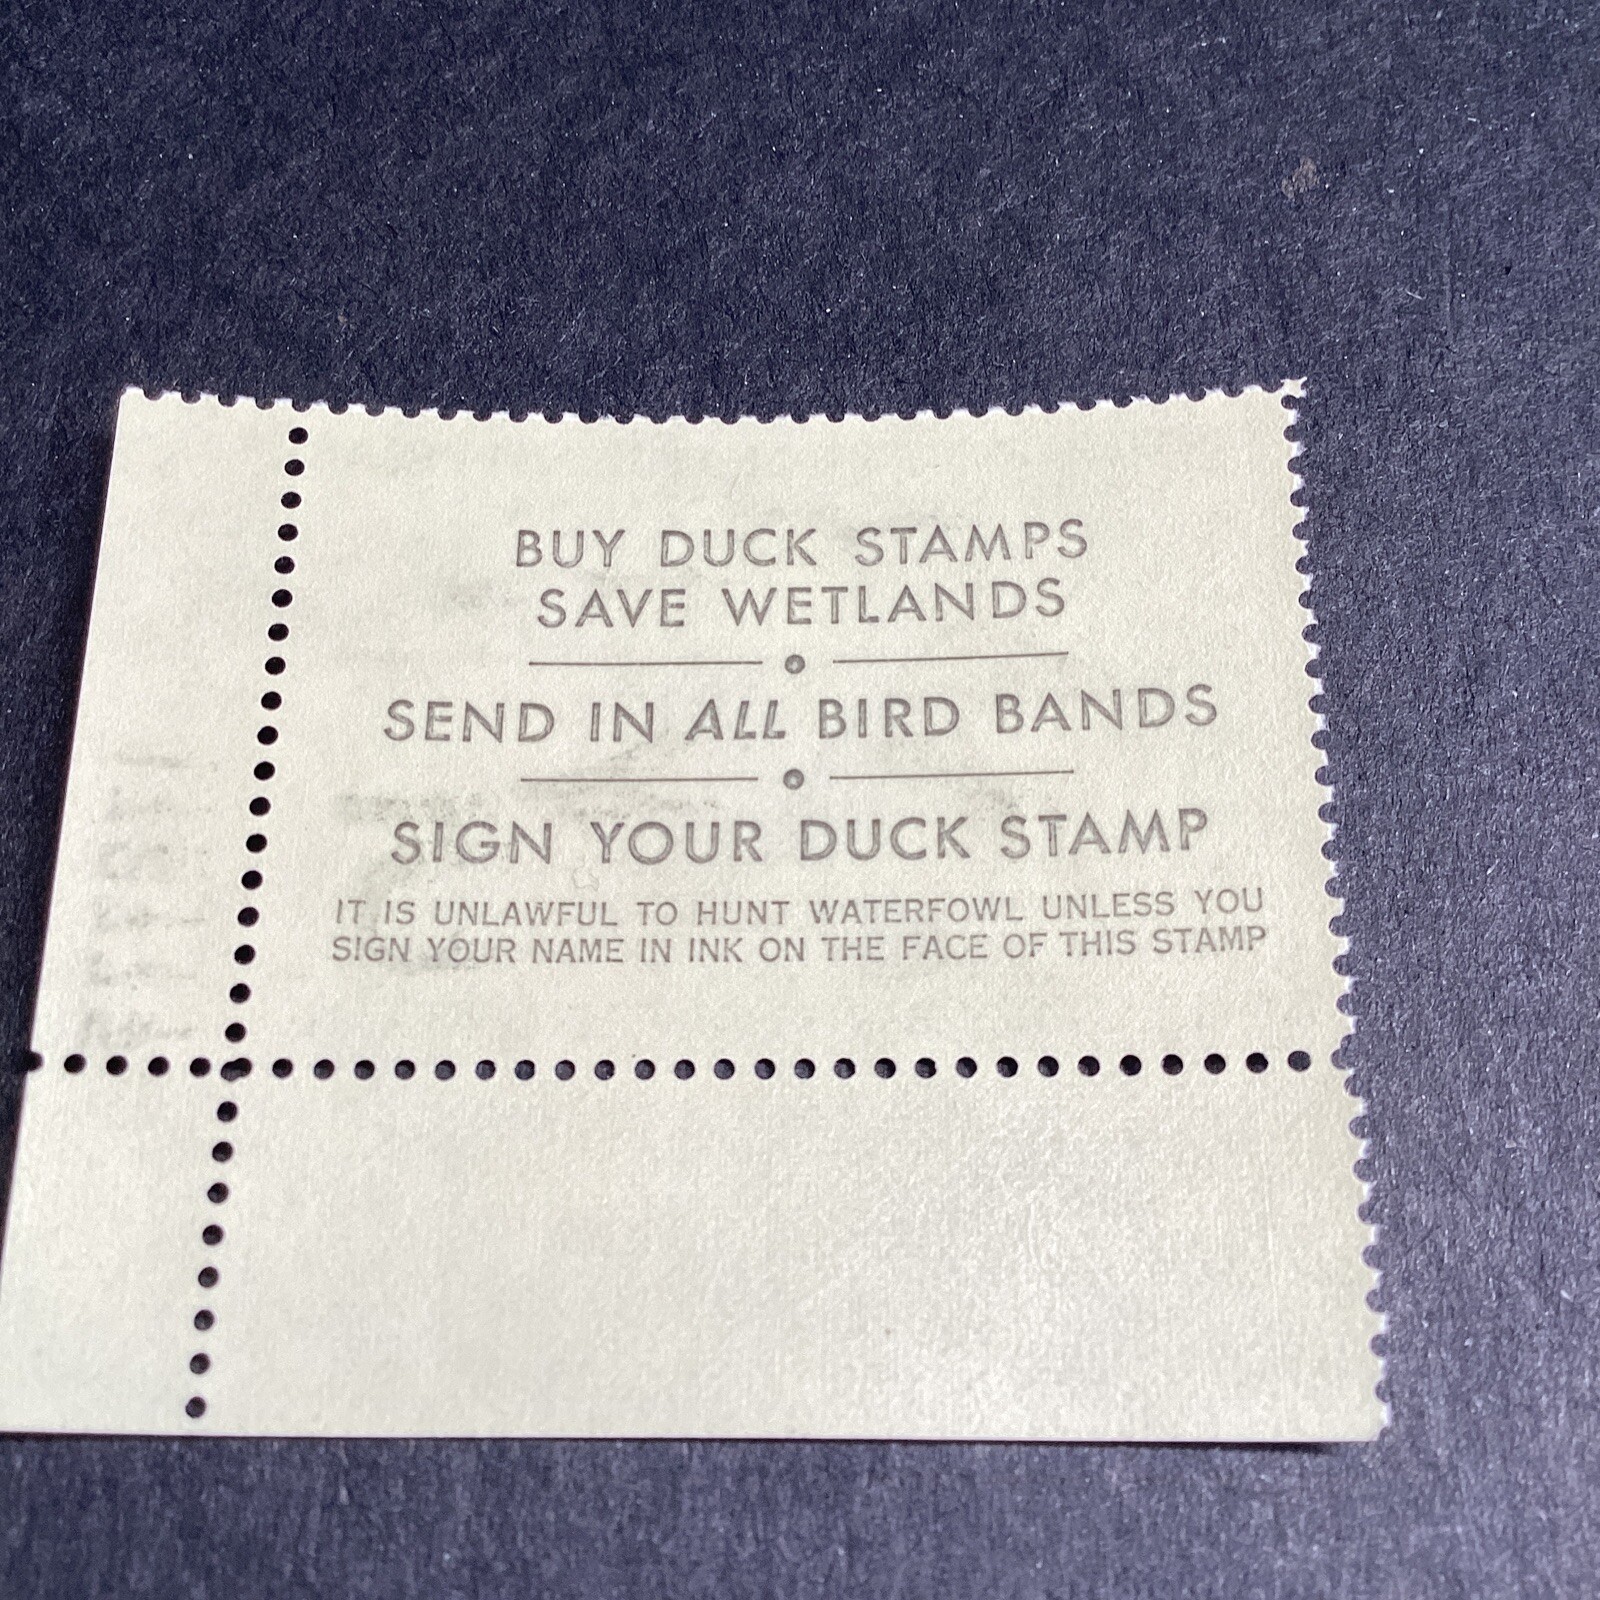 BUY DUCK STAMPS
SAVE WETLANDS
SEND IN ALL BIRD BANDS
SIGN YOUR DUCK STAMP
IT IS UNLAWFUL TO HUNT WATERFOWL UNLESS YOU
SIGN YOUR NAME IN INK ON THE FACE OF THIS STAMP